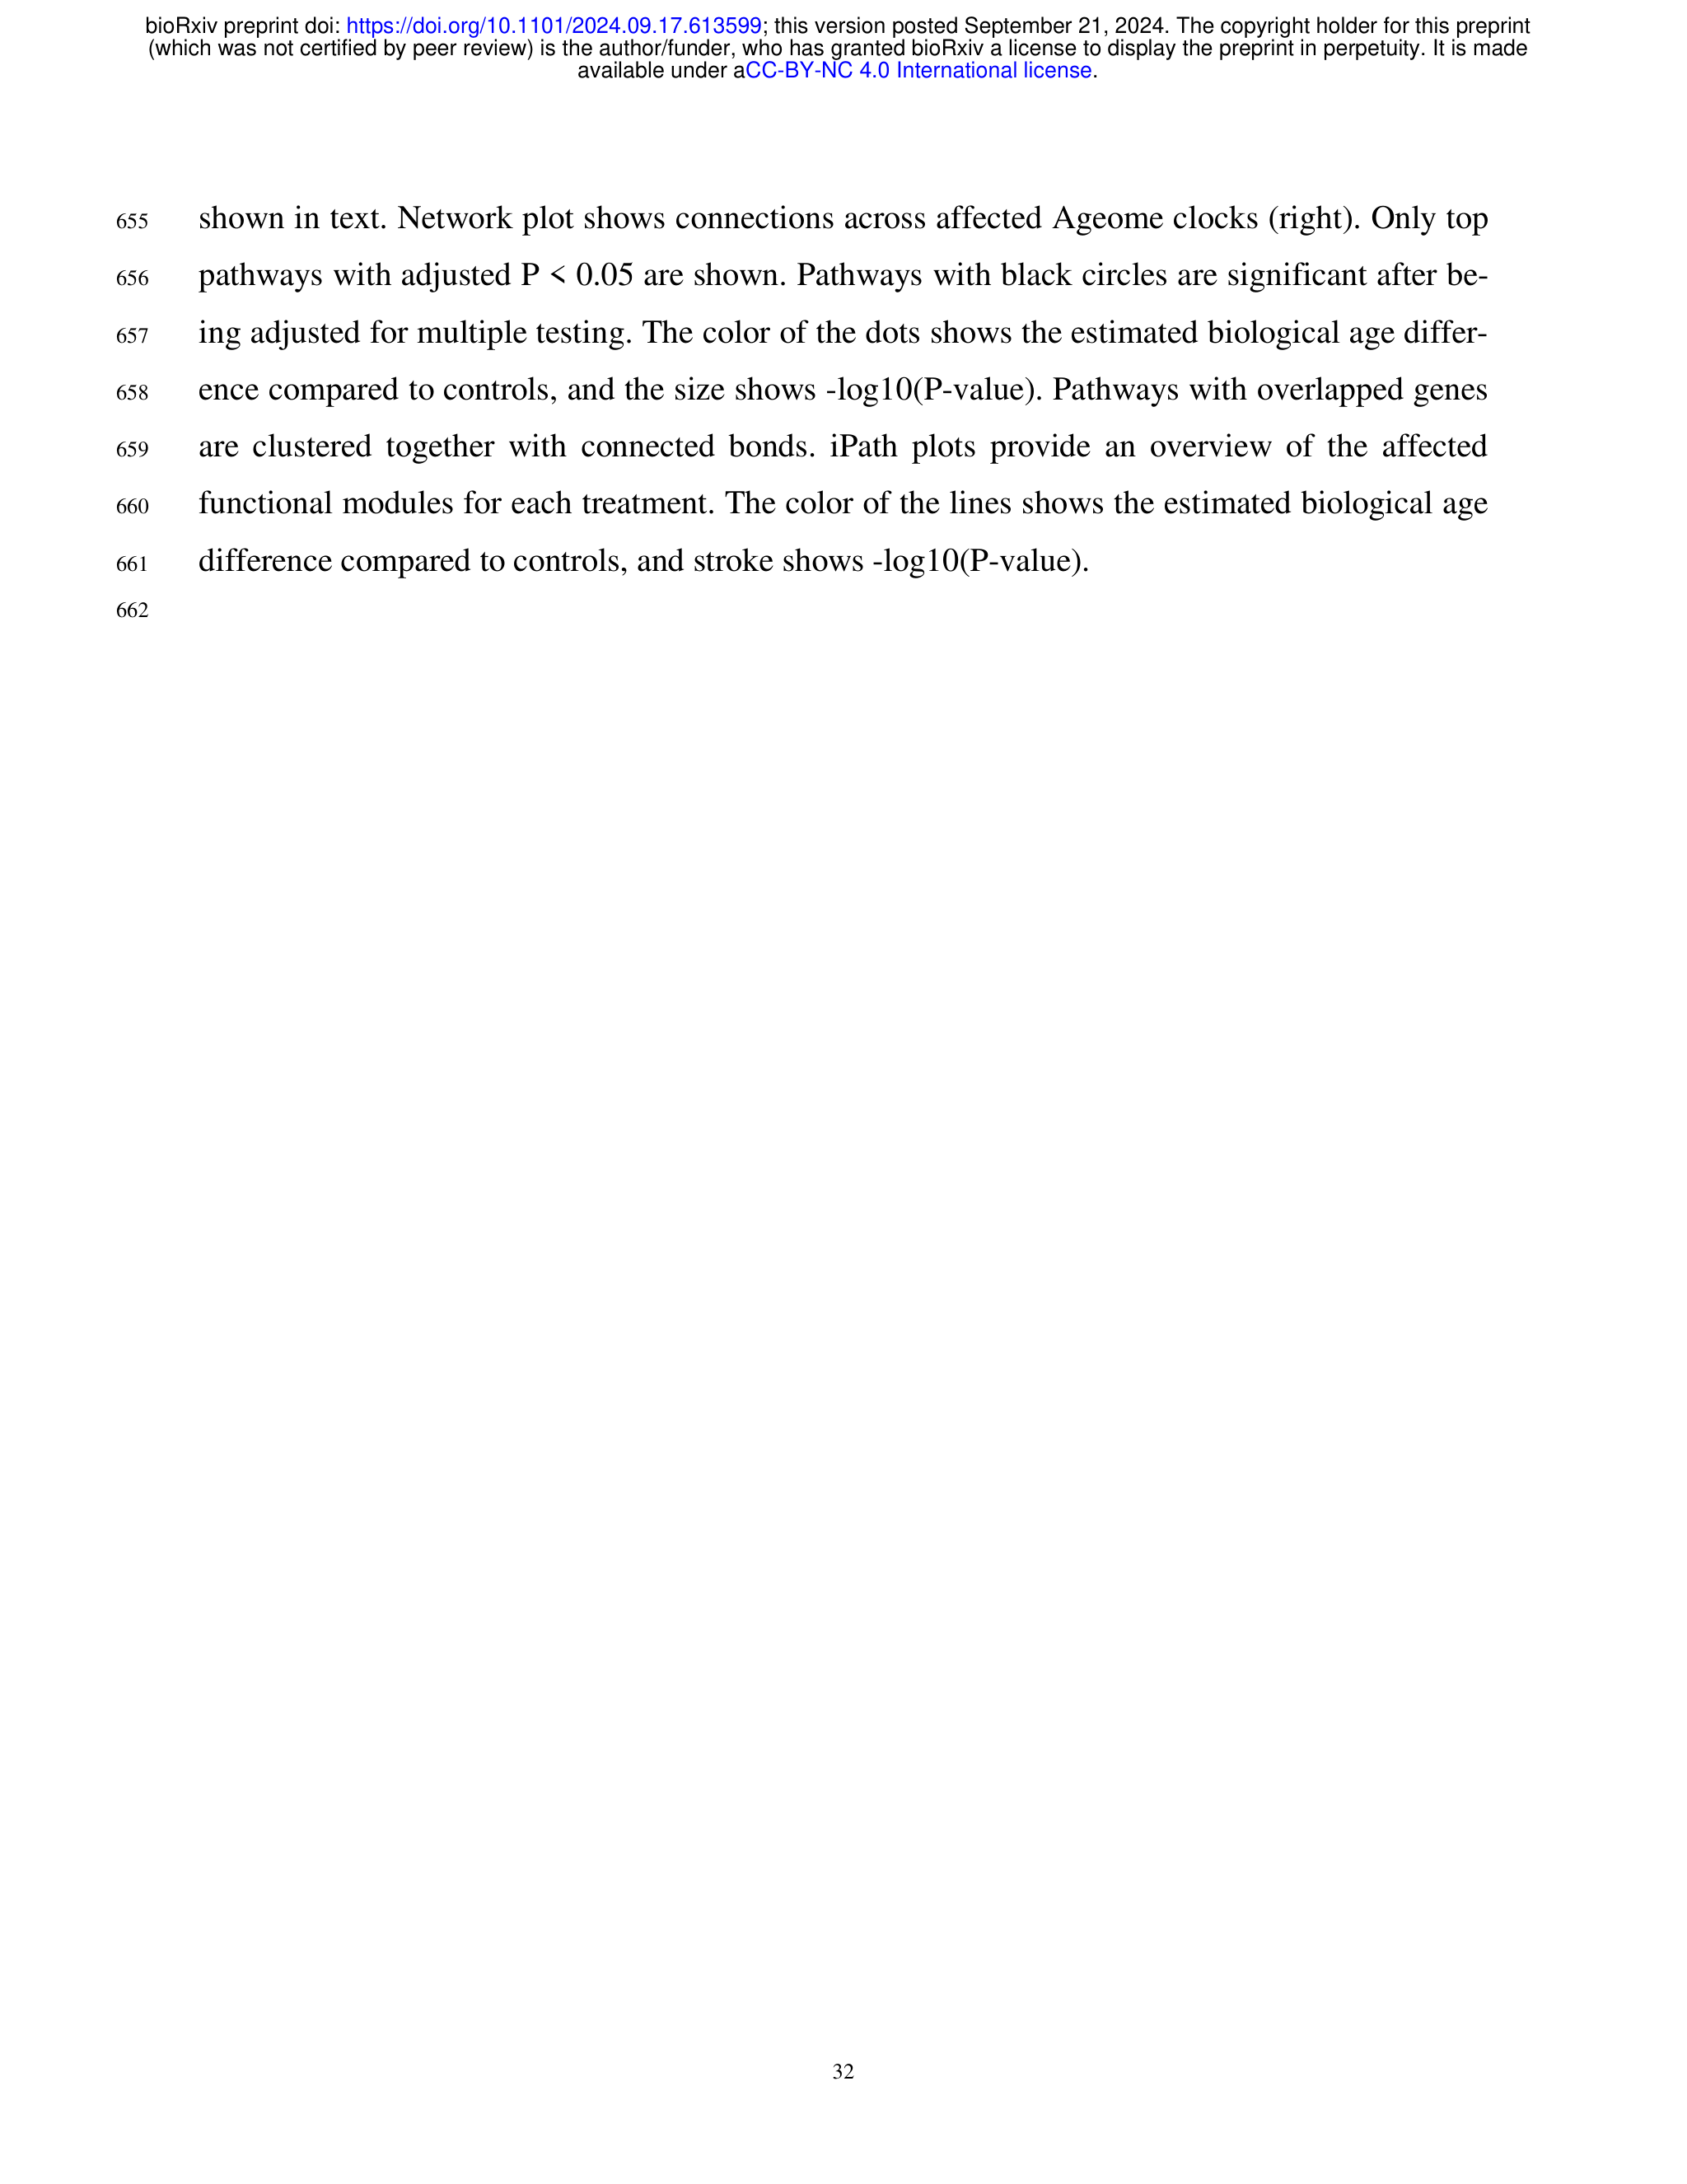 bioRxiv preprint doi: https://doi.org/10.1101/2024.09.17.613599; this version posted September 21, 2024. The copyright holder for this preprint
(which was not certified by peer review) is the author/funder, who has granted bioRxiv a license to display the preprint in perpetuity. It is made
available under aCC-BY-NC 4.0 International license.
655 shown in text. Network plot shows connections across affected Ageome clocks (right). Only top
656 pathways with adjusted P < 0.05 are shown. Pathways with black circles are significant after be-
657 ing adjusted for multiple testing. The color of the dots shows the estimated biological age differ-
658 ence compared to controls, and the size shows -log10(P-value). Pathways with overlapped genes
659 are clustered together with connected bonds. iPath plots provide an overview of the affected
660 functional modules for each treatment. The color of the lines shows the estimated biological age
661 difference compared to controls, and stroke shows -log10(P-value).
662
32